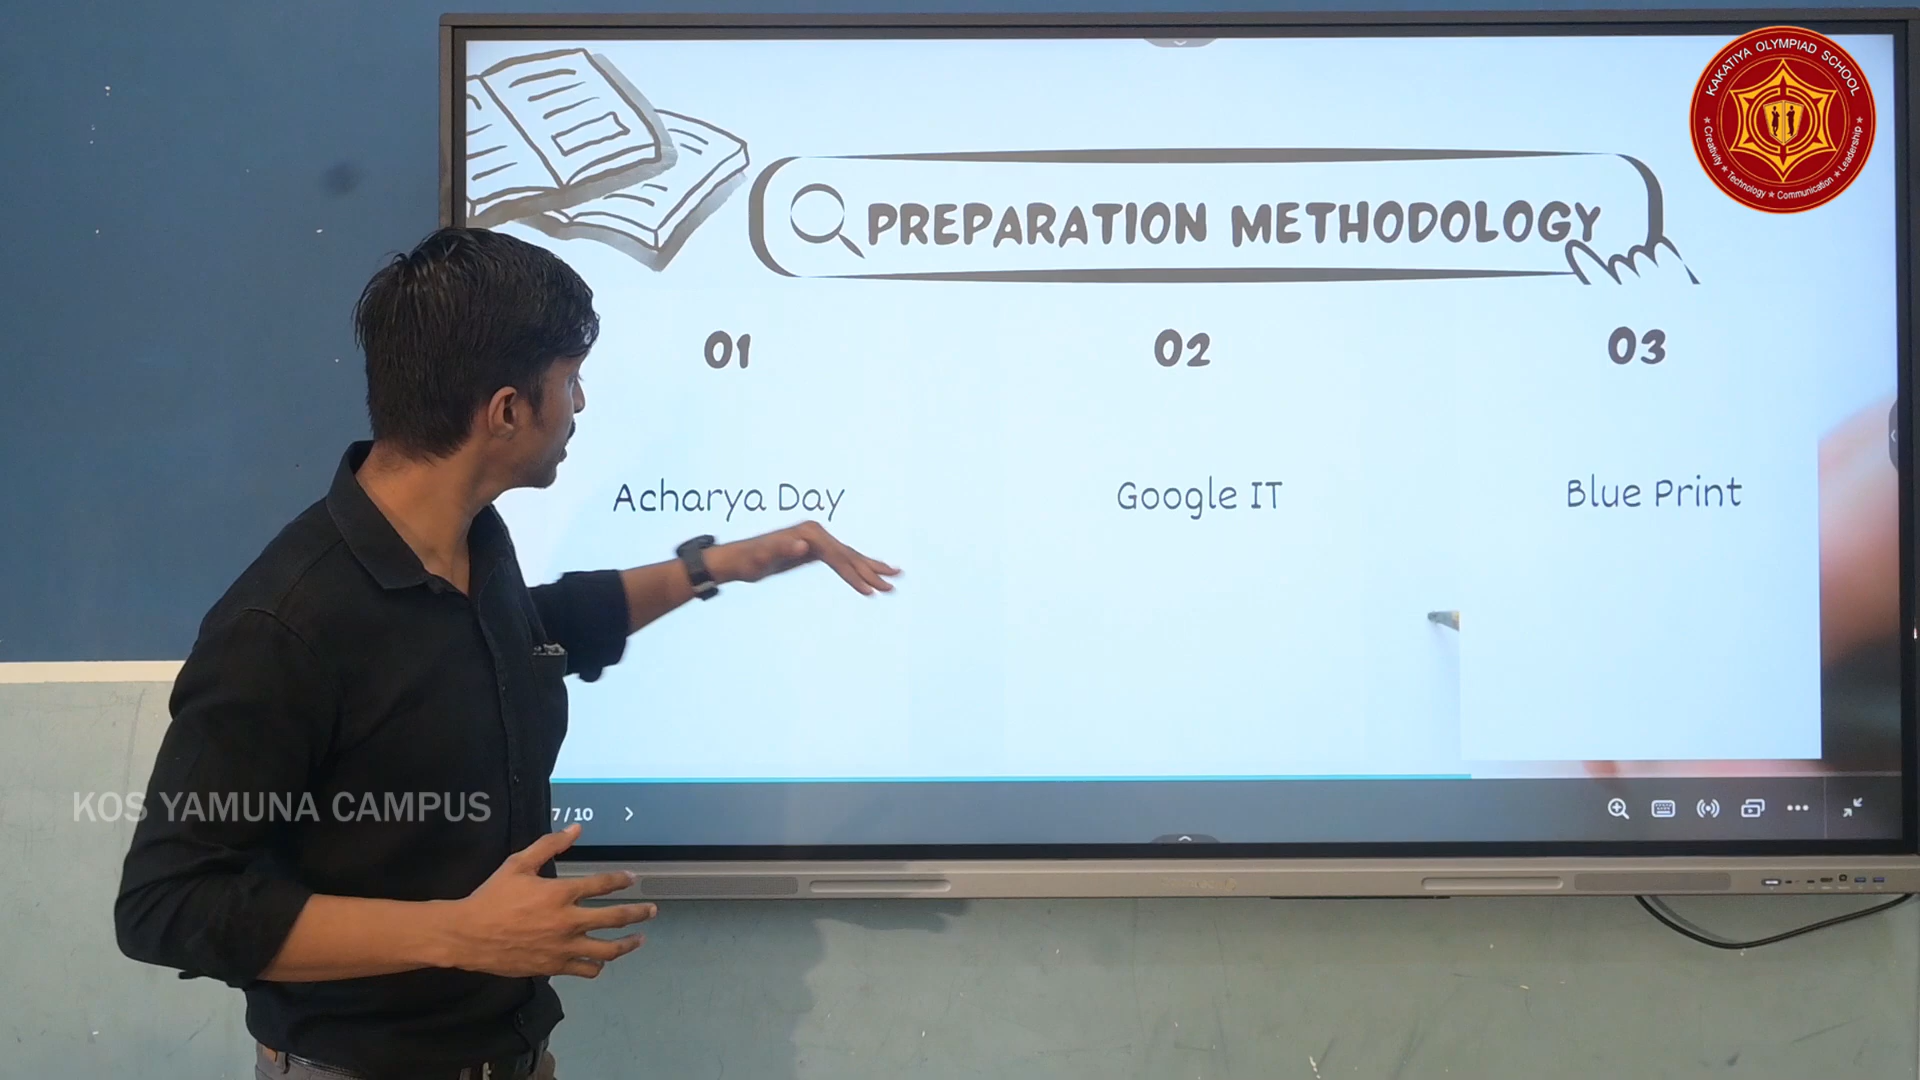 KAKATIYA OLYMPIAD SCHOOL
★ Creativity ★ Technology ★ Communication ★ Leadership ★
PREPARATION METHODOLOGY
01
02
03
Acharya Day
Google IT
Blue Print
KOS YAMUNA CAMPUS
7 / 10